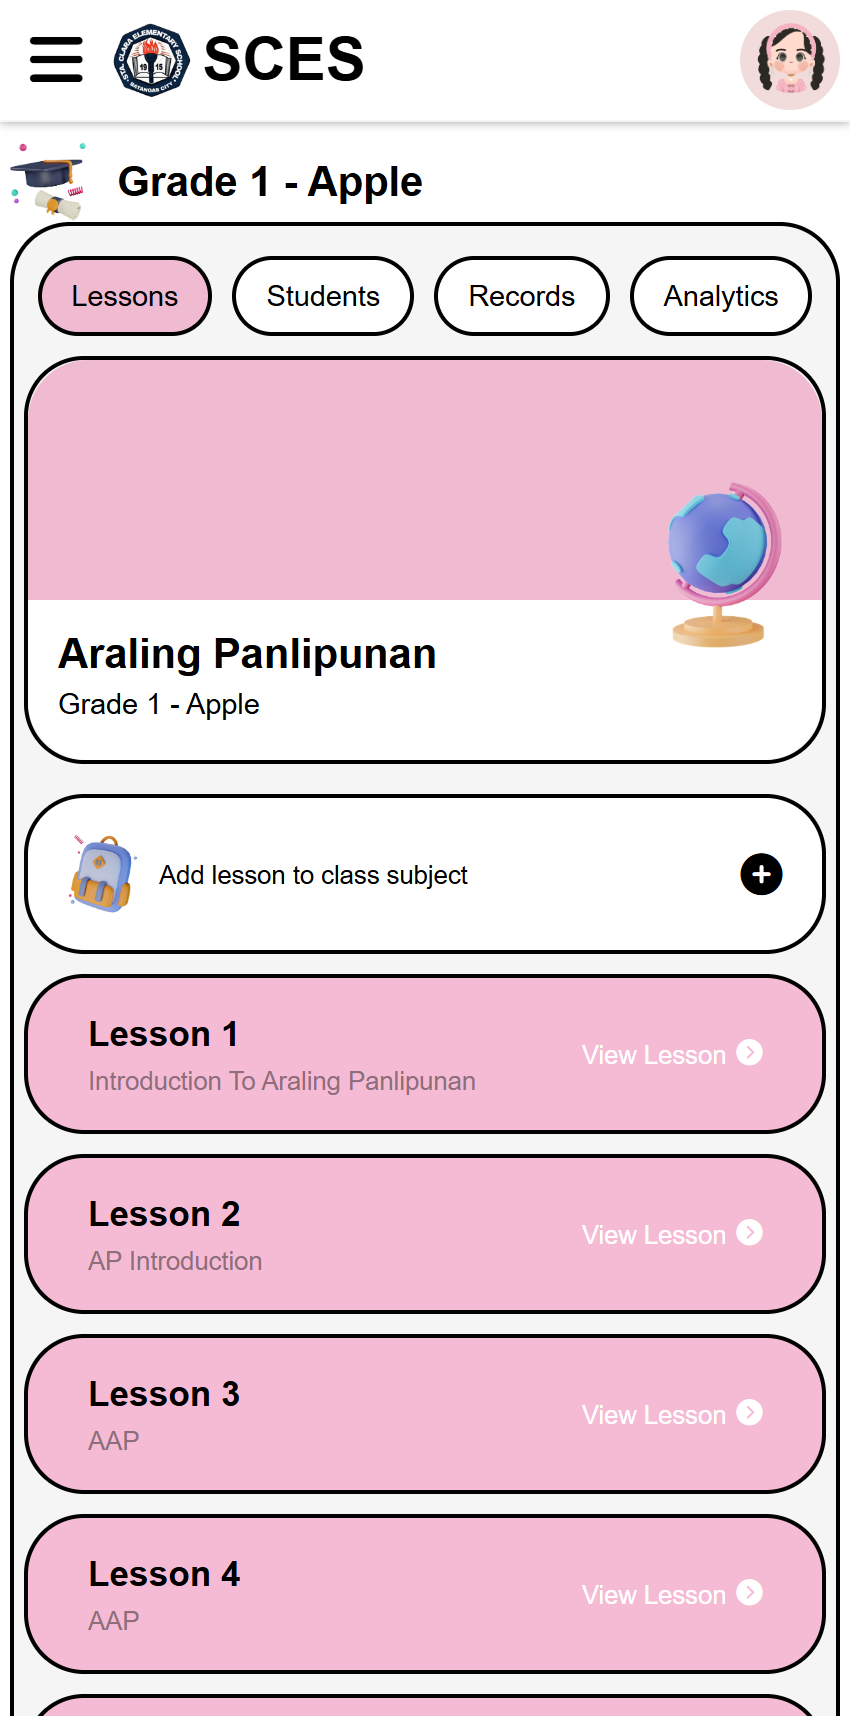 STA. CLARA ELEMENTARY SCHOOL
19 15
BATANGAS CITY
SCES
Grade 1 - Apple
Lessons
Students
Records
Analytics
Araling Panlipunan
Grade 1 - Apple
Add lesson to class subject
Lesson 1
Introduction To Araling Panlipunan
View Lesson
Lesson 2
AP Introduction
View Lesson
Lesson 3
AAP
View Lesson
Lesson 4
AAP
View Lesson